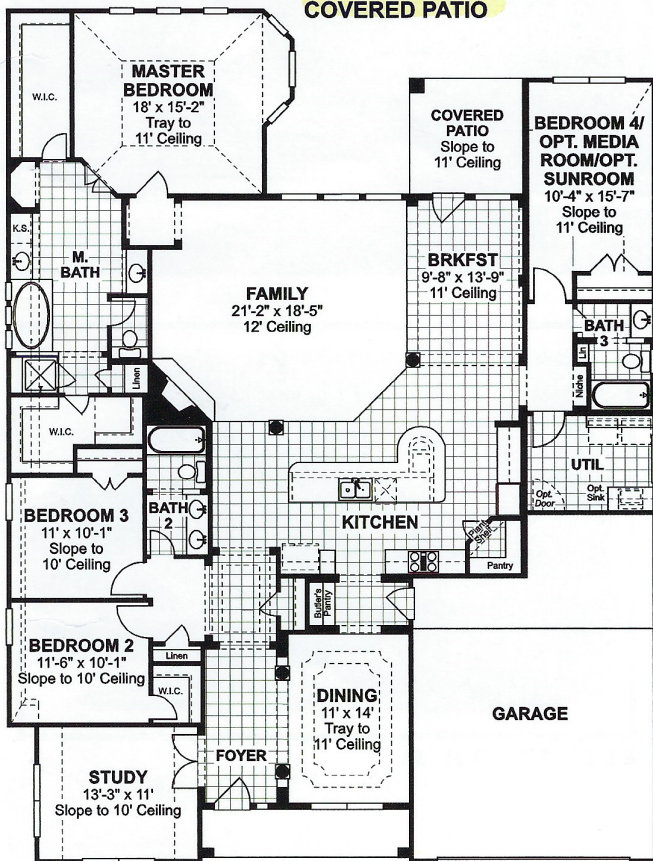 COVERED PATIO
W.I.C.
MASTER
BEDROOM
18' x 15'-2"
Tray to
11' Ceiling
COVERED
PATIO
Slope to
11' Ceiling
BEDROOM 4/
OPT. MEDIA
ROOM/OPT.
SUNROOM
10'-4" x 15'-7"
Slope to
11' Ceiling
K.S.
M.
BATH
FAMILY
21'-2" x 18'-5"
12' Ceiling
BRKFST
9'-8" x 13'-9"
11' Ceiling
BATH
3
Lin
Linen
Niche
W.I.C.
UTIL
Opt.
Door
Opt.
Sink
BEDROOM 3
11' x 10'-1"
Slope to
10' Ceiling
BATH
2
KITCHEN
Plant
Shelf
Pantry
Butler's
Pantry
BEDROOM 2
11'-6" x 10'-1"
Slope to 10' Ceiling
Linen
W.I.C.
DINING
11' x 14'
Tray to
11' Ceiling
GARAGE
FOYER
STUDY
13'-3" x 11'
Slope to 10' Ceiling